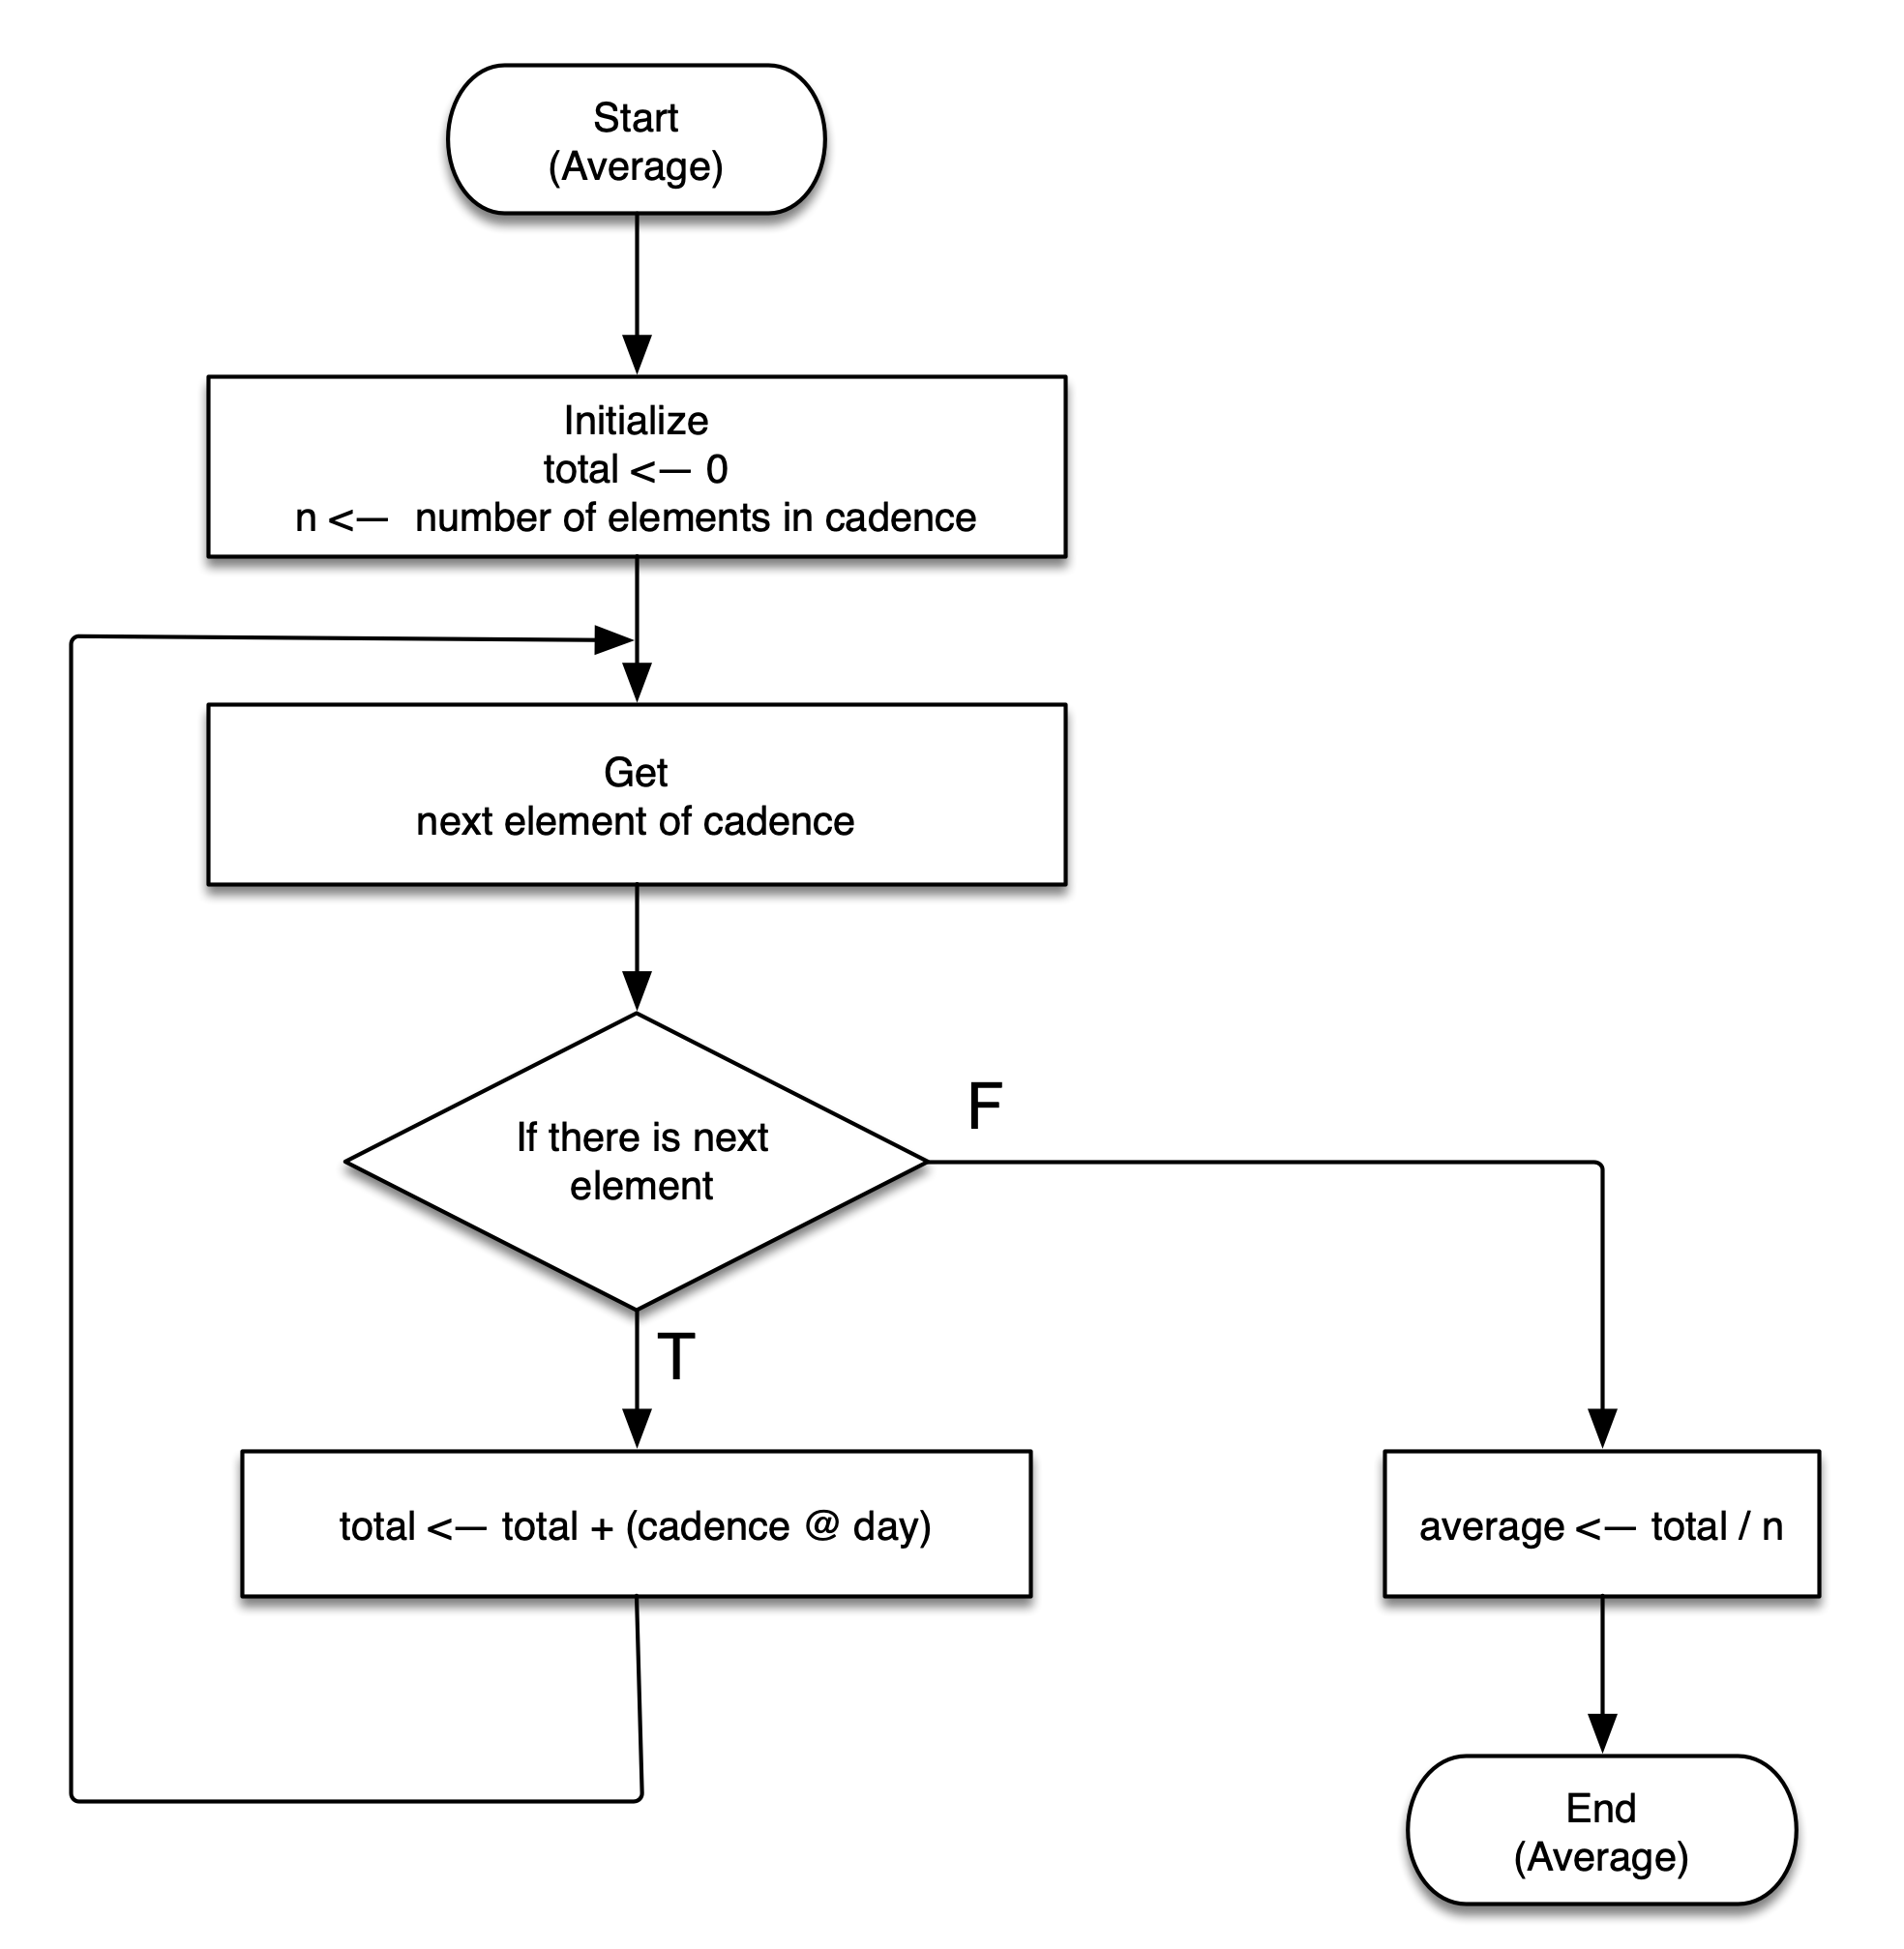 Start
(Average)
Initialize
total <— 0
n <— number of elements in cadence
Get
next element of cadence
If there is next
element
F
T
total <— total + (cadence @ day)
average <— total / n
End
(Average)